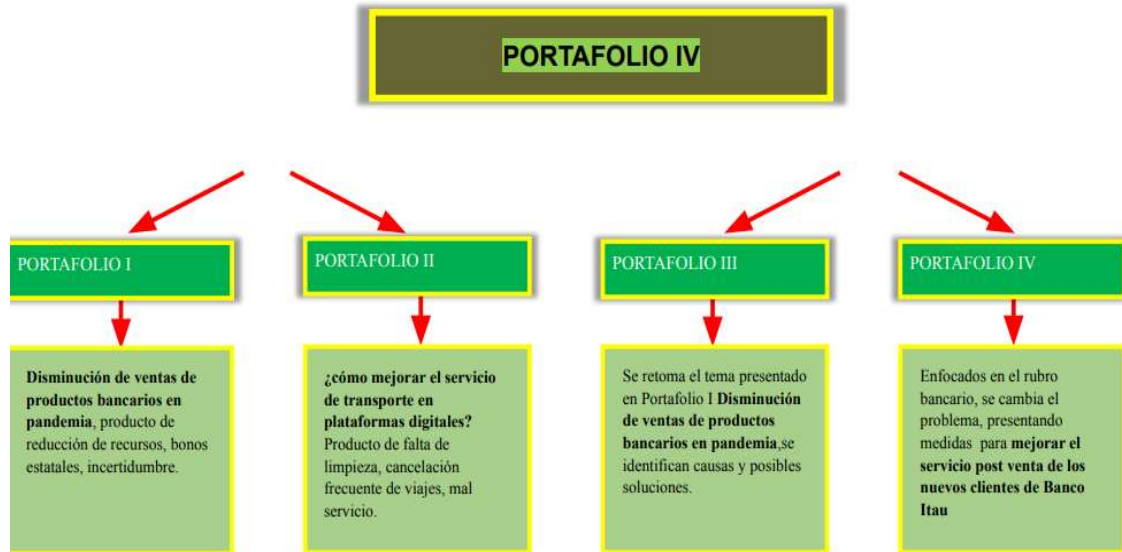 PORTAFOLIO IV
PORTAFOLIO I
Disminución de ventas de
productos bancarios en
pandemia, producto de
reducción de recursos, bonos
estatales, incertidumbre.
PORTAFOLIO II
¿cómo mejorar el servicio
de transporte en
plataformas digitales?
Producto de falta de
limpieza, cancelación
frecuente de viajes, mal
servicio.
PORTAFOLIO III
Se retoma el tema presentado
en Portafolio I Disminución
de ventas de productos
bancarios en pandemia,se
identifican causas y posibles
soluciones.
PORTAFOLIO IV
Enfocados en el rubro
bancario, se cambia el
problema, presentando
medidas para mejorar el
servicio post venta de los
nuevos clientes de Banco
Itau